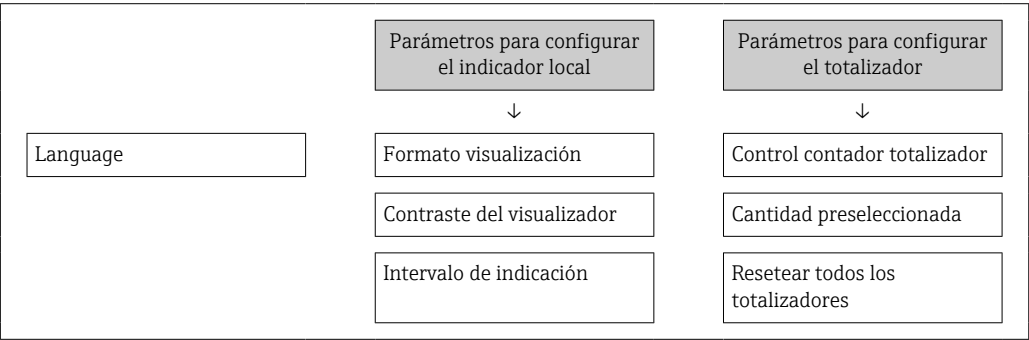 Parámetros para configurar
el indicador local
Parámetros para configurar
el totalizador
↓
↓
Language
Formato visualización
Control contador totalizador
Contraste del visualizador
Cantidad preseleccionada
Intervalo de indicación
Resetear todos los
totalizadores